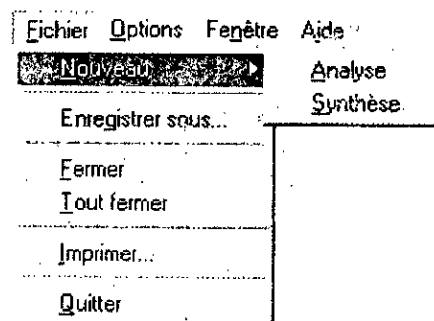 Fichier Options Fenêtre Aide
Nouveau Analyse
Synthèse
Enregistrer sous...
Fermer
Tout fermer
Imprimer...
Quitter